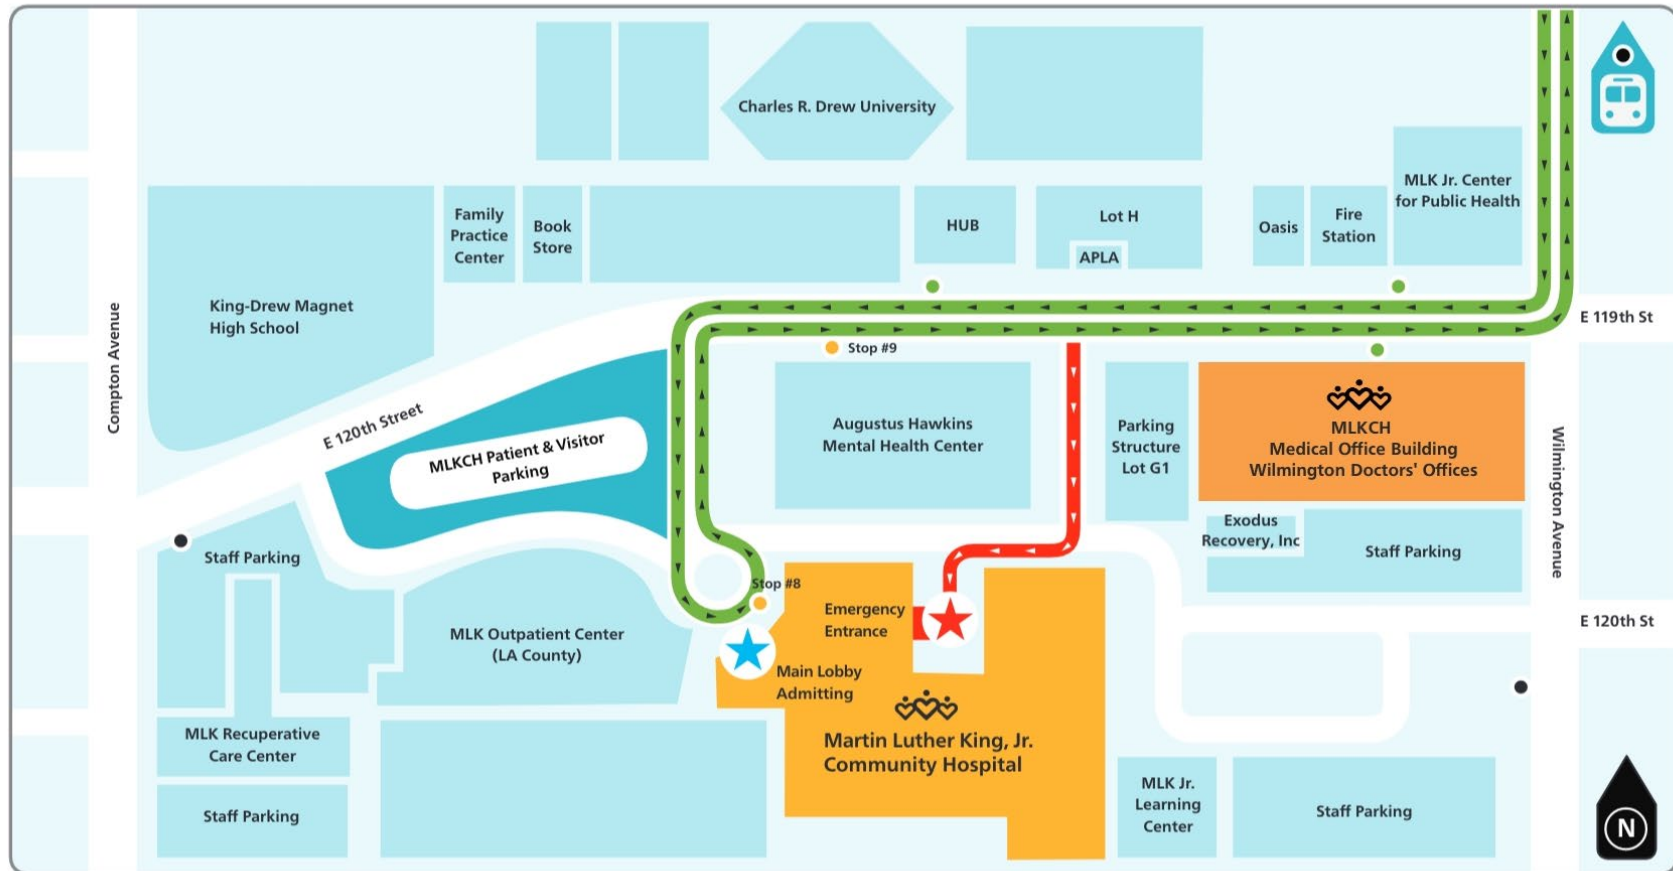 Charles R. Drew University
MLK Jr. Center
for Public Health
Family
Practice
Center
Book
Store
HUB
Lot H
APLA
Oasis
Fire
Station
King-Drew Magnet
High School
Compton Avenue
E 119th St
Stop #9
E 120th Street
MLKCH Patient & Visitor
Parking
Augustus Hawkins
Mental Health Center
Parking
Structure
Lot G1
MLKCH
Medical Office Building
Wilmington Doctors' Offices
Wilmington Avenue
Exodus
Recovery, Inc
Staff Parking
Staff Parking
Stop #8
Emergency
Entrance
E 120th St
MLK Outpatient Center
(LA County)
Main Lobby
Admitting
Martin Luther King, Jr.
Community Hospital
MLK Recuperative
Care Center
Staff Parking
MLK Jr.
Learning
Center
Staff Parking
N